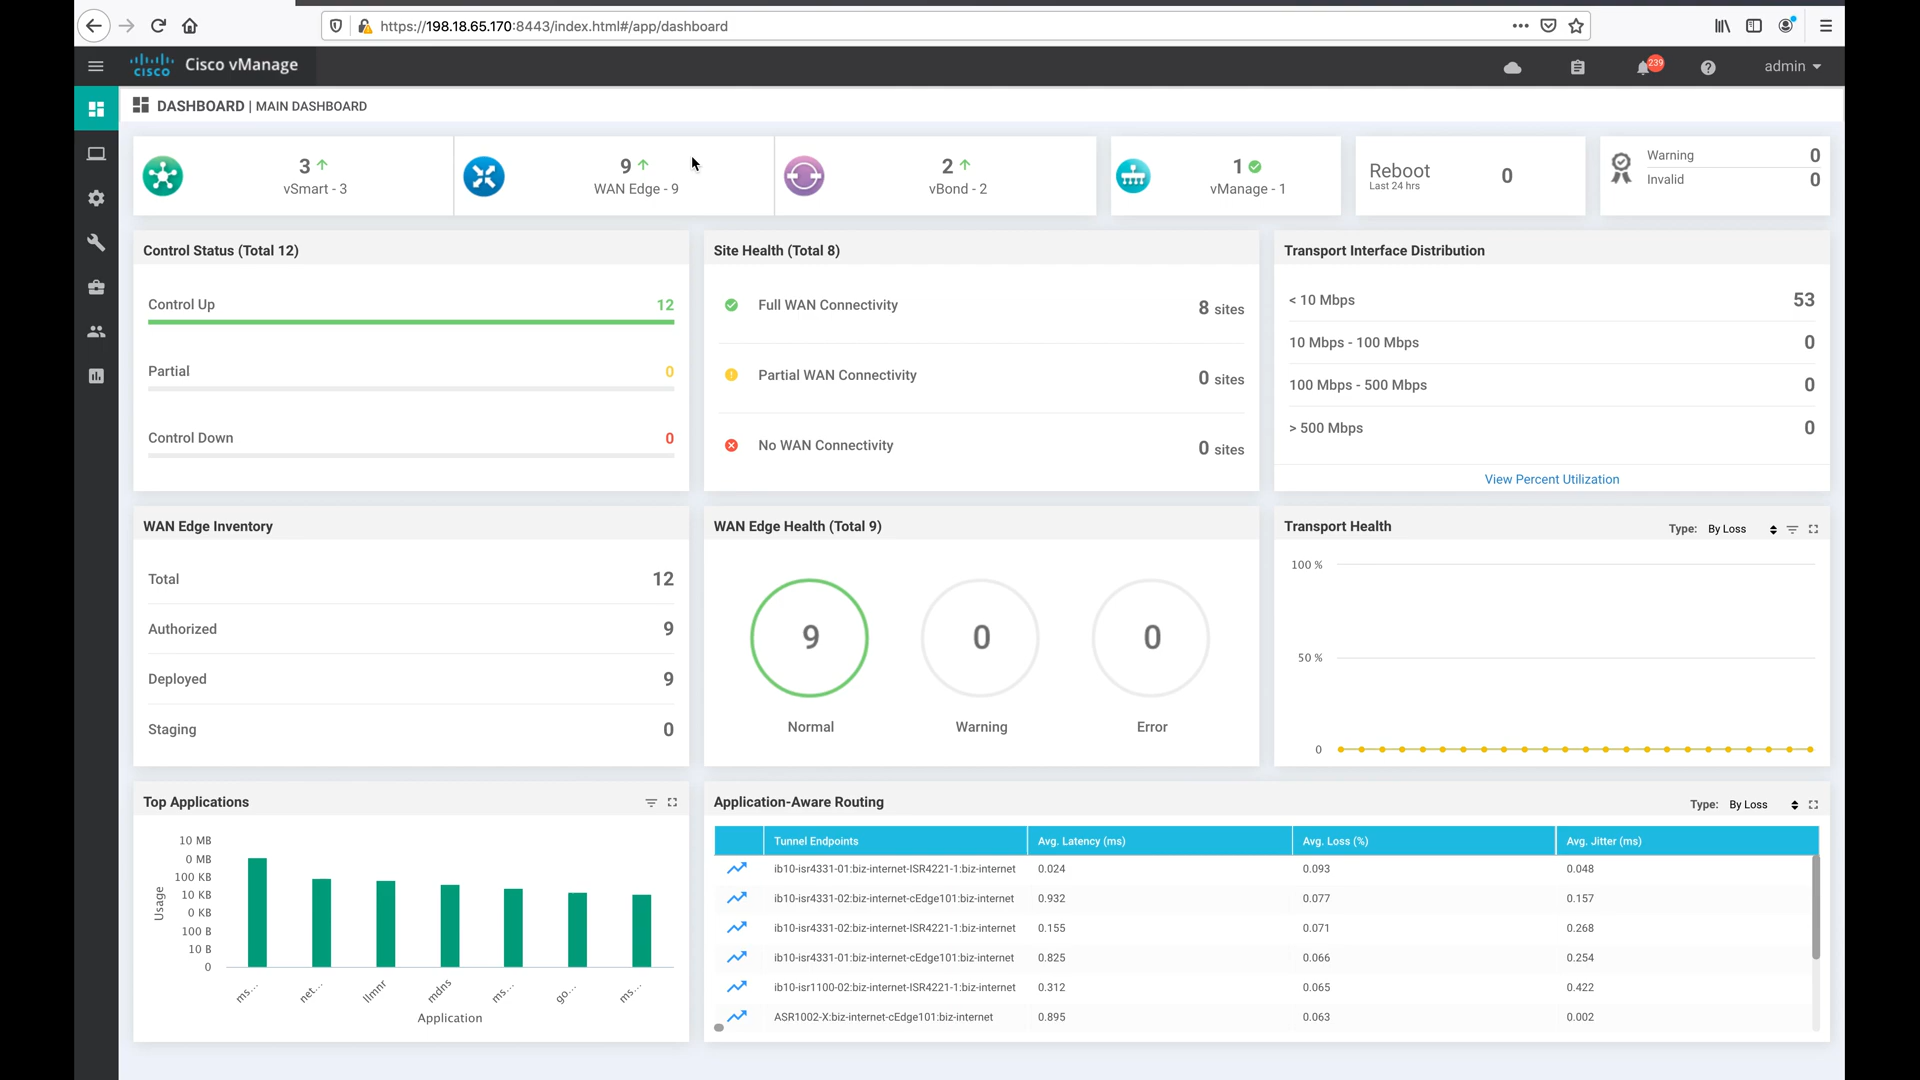 https://198.18.65.170:8443/index.html#/app/dashboard
cisco Cisco vManage
239
admin
DASHBOARD | MAIN DASHBOARD
3
vSmart - 3
9
WAN Edge - 9
2
vBond - 2
1
vManage - 1
Reboot
Last 24 hrs
0
Warning 0
Invalid 0
Control Status (Total 12)
Control Up 12
Partial 0
Control Down 0
Site Health (Total 8)
Full WAN Connectivity 8 sites
Partial WAN Connectivity 0 sites
No WAN Connectivity 0 sites
Transport Interface Distribution
< 10 Mbps 53
10 Mbps - 100 Mbps 0
100 Mbps - 500 Mbps 0
> 500 Mbps 0
View Percent Utilization
WAN Edge Inventory
Total 12
Authorized 9
Deployed 9
Staging 0
WAN Edge Health (Total 9)
9 0 0
Normal Warning Error
Transport Health
Type: By Loss
100 %
50 %
0
Top Applications
Usage
10 MB
0 MB
100 KB
10 KB
0 KB
100 B
10 B
0
ms... net... llmnr mdns ms... go... ms...
Application
Application-Aware Routing
Type: By Loss
Tunnel Endpoints Avg. Latency (ms) Avg. Loss (%) Avg. Jitter (ms)
ib10-isr4331-01:biz-internet-ISR4221-1:biz-internet 0.024 0.093 0.048
ib10-isr4331-02:biz-internet-cEdge101:biz-internet 0.932 0.077 0.157
ib10-isr4331-02:biz-internet-ISR4221-1:biz-internet 0.155 0.071 0.268
ib10-isr4331-01:biz-internet-cEdge101:biz-internet 0.825 0.066 0.254
ib10-isr1100-02:biz-internet-ISR4221-1:biz-internet 0.312 0.065 0.422
ASR1002-X:biz-internet-cEdge101:biz-internet 0.895 0.063 0.002